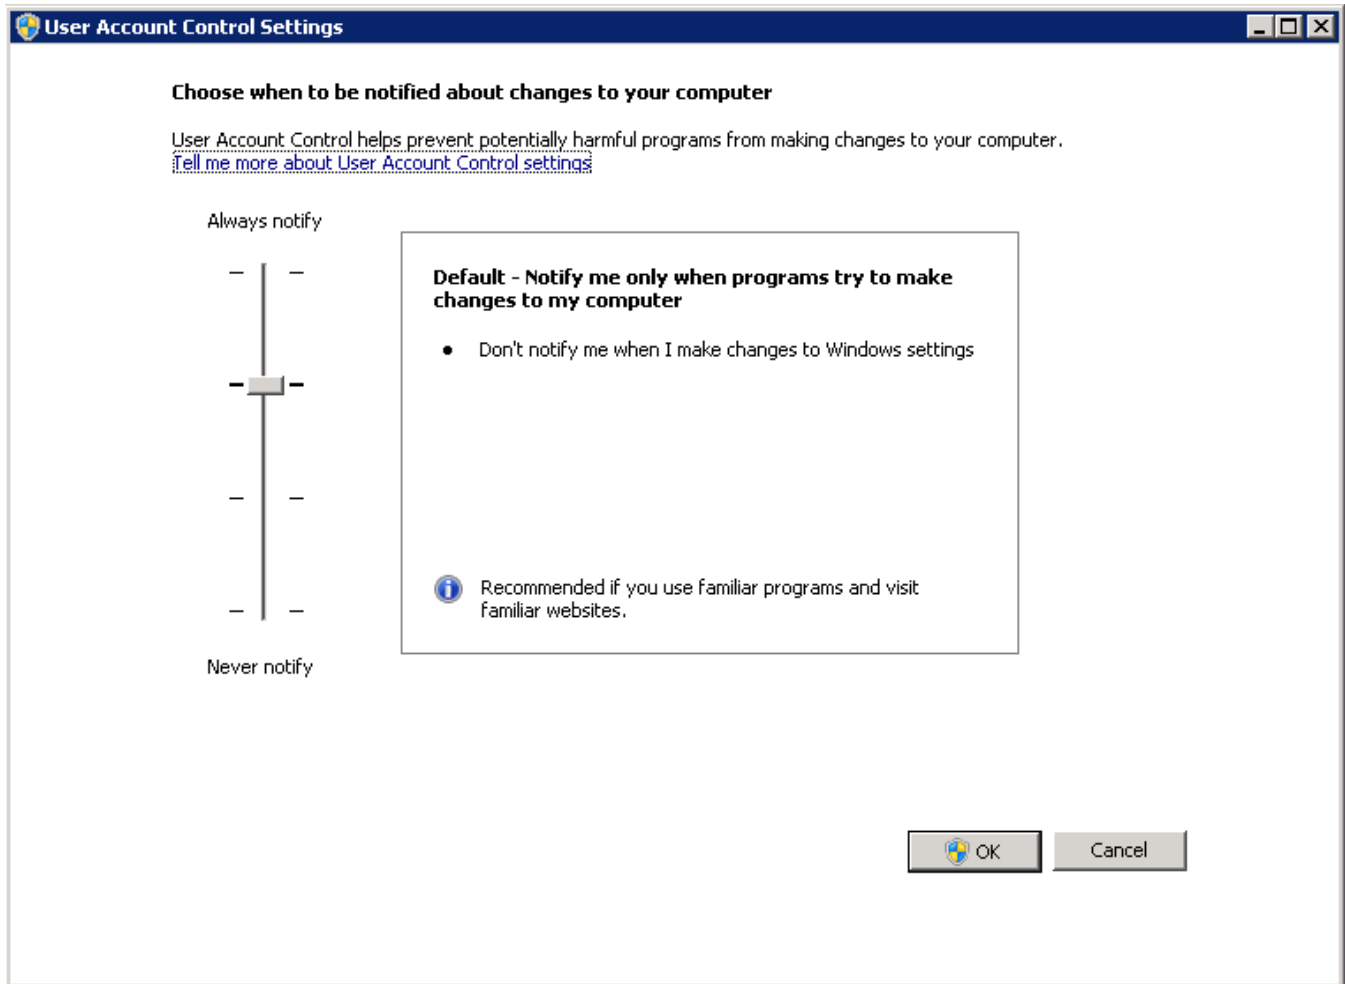 User Account Control Settings
Choose when to be notified about changes to your computer
User Account Control helps prevent potentially harmful programs from making changes to your computer.
Tell me more about User Account Control settings
Always notify
Default - Notify me only when programs try to make
changes to my computer
• Don't notify me when I make changes to Windows settings
Recommended if you use familiar programs and visit
familiar websites.
Never notify
OK
Cancel